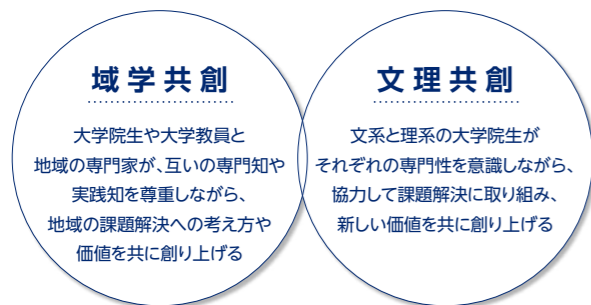 域学共創
大学院生や大学教員と
地域の専門家が、互いの専門知や
実践知を尊重しながら、
地域の課題解決への考え方や
価値を共に創り上げる
文理共創
文系と理系の大学院生が
それぞれの専門性を意識しながら、
協力して課題解決に取り組み、
新しい価値を共に創り上げる